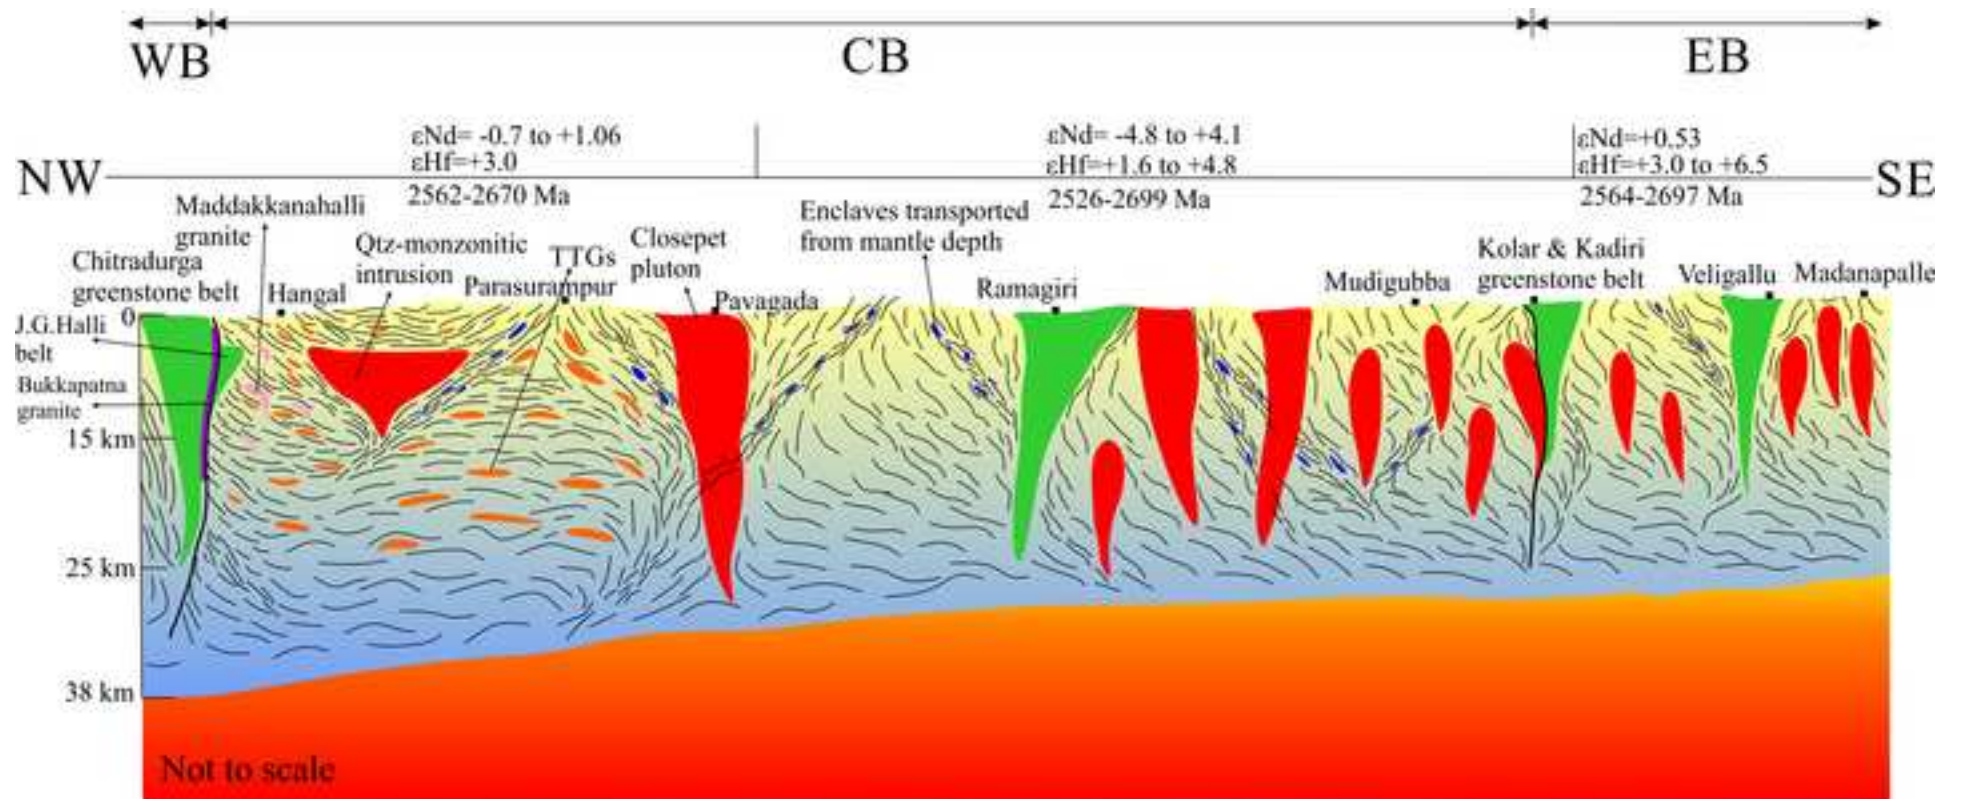 WB
CB
EB
εNd= -0.7 to +1.06
εHf=+3.0
2562-2670 Ma
εNd= -4.8 to +4.1
εHf=+1.6 to +4.8
2526-2699 Ma
εNd=+0.53
εHf=+3.0 to +6.5
2564-2697 Ma
NW
SE
Maddakkanahalli
granite
Chitradurga
greenstone belt
Hangal
Qtz-monzonitic
intrusion
Parasurampur
TTGs
Closepet
pluton
Pavagada
Enclaves transported
from mantle depth
Ramagiri
Mudigubba
Kolar & Kadiri
greenstone belt
Veligallu
Madanapalle
0
J.G.Halli
belt
Bukkapatna
granite
15 km
25 km
38 km
Not to scale